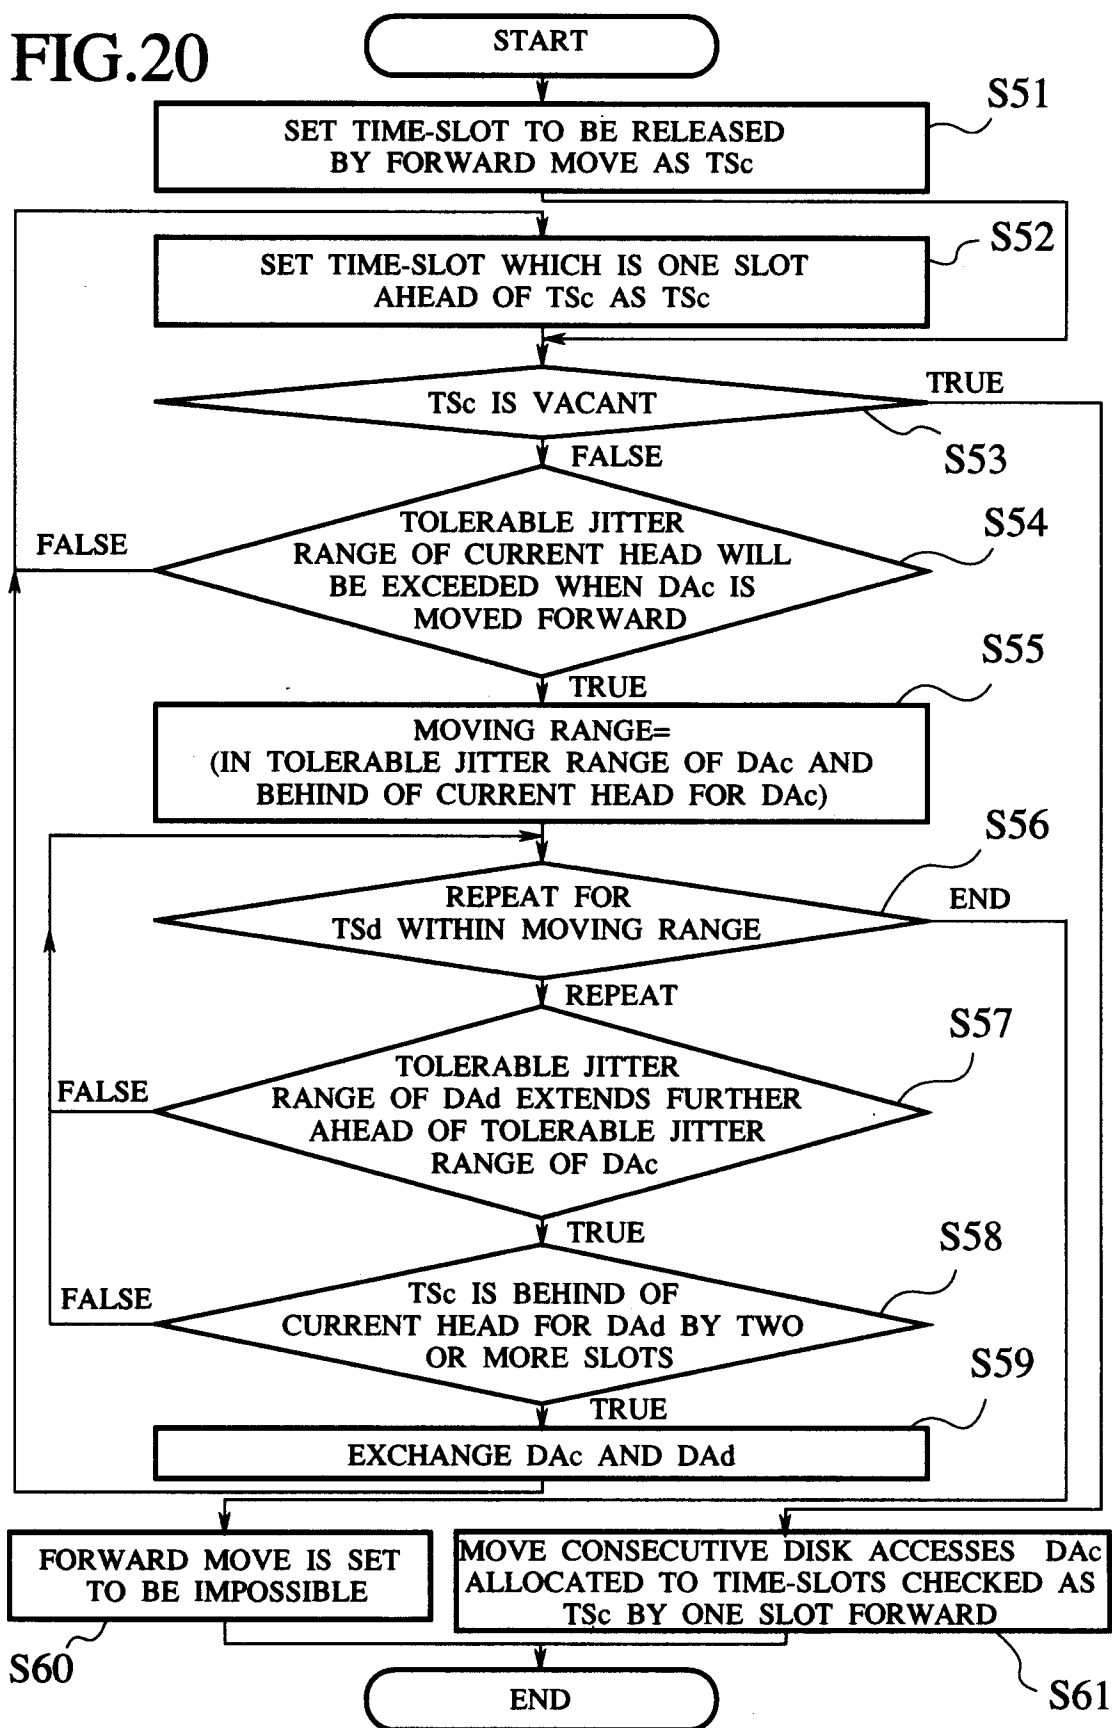 FIG.20
START
S51
SET TIME-SLOT TO BE RELEASED
BY FORWARD MOVE AS TSc
S52
SET TIME-SLOT WHICH IS ONE SLOT
AHEAD OF TSc AS TSc
TRUE
TSc IS VACANT
S53
FALSE
TOLERABLE JITTER
RANGE OF CURRENT HEAD WILL
BE EXCEEDED WHEN DAc IS
MOVED FORWARD
S54
FALSE
S55
TRUE
MOVING RANGE=
(IN TOLERABLE JITTER RANGE OF DAc AND
BEHIND OF CURRENT HEAD FOR DAc)
S56
REPEAT FOR
TSd WITHIN MOVING RANGE
END
REPEAT
S57
TOLERABLE JITTER
RANGE OF DAd EXTENDS FURTHER
AHEAD OF TOLERABLE JITTER
RANGE OF DAc
FALSE
TRUE
S58
TSc IS BEHIND OF
CURRENT HEAD FOR DAd BY TWO
OR MORE SLOTS
FALSE
S59
TRUE
EXCHANGE DAc AND DAd
FORWARD MOVE IS SET
TO BE IMPOSSIBLE
MOVE CONSECUTIVE DISK ACCESSES DAc
ALLOCATED TO TIME-SLOTS CHECKED AS
TSc BY ONE SLOT FORWARD
S60
S61
END